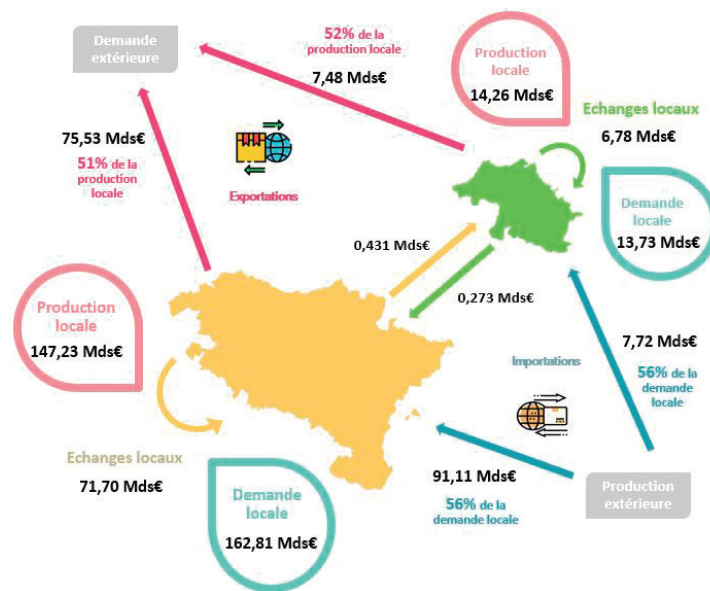 Demande
extérieure
52% de la
production locale
7,48 Mds€
Production
locale
14,26 Mds€
Echanges locaux
6,78 Mds€
75,53 Mds€
51% de la
production
locale
Exportations
Demande
locale
13,73 Mds€
0,431 Mds€
0,273 Mds€
Production
locale
147,23 Mds€
7,72 Mds€
56% de la
demande
locale
Importations
Echanges locaux
71,70 Mds€
Demande
locale
162,81 Mds€
91,11 Mds€
56% de la
demande locale
Production
extérieure